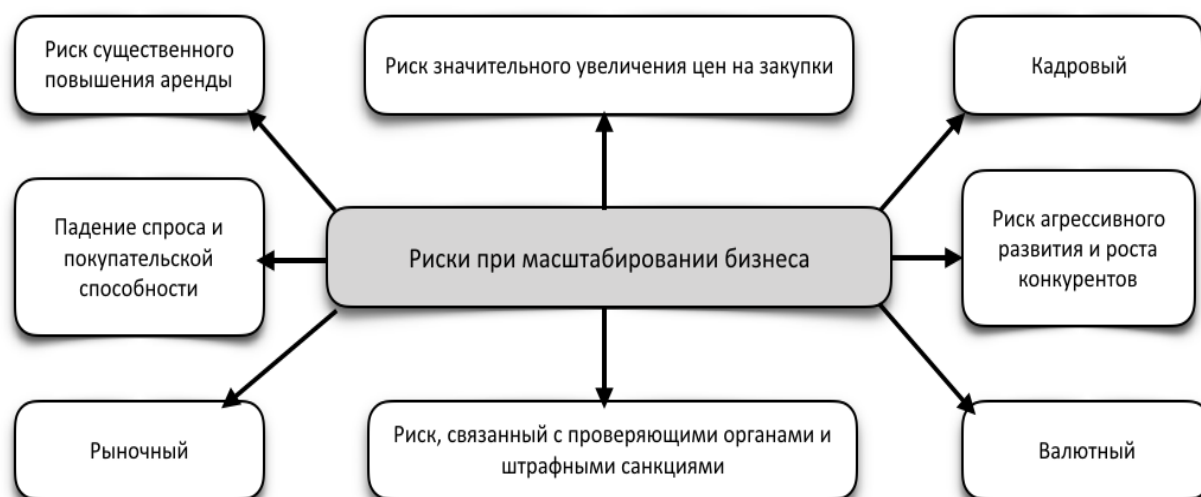 Риск существенного
повышения аренды
Риск значительного увеличения цен на закупки
Кадровый
Падение спроса и
покупательской
способности
Риски при масштабировании бизнеса
Риск агрессивного
развития и роста
конкурентов
Рыночный
Риск, связанный с проверяющими органами и
штрафными санкциями
Валютный